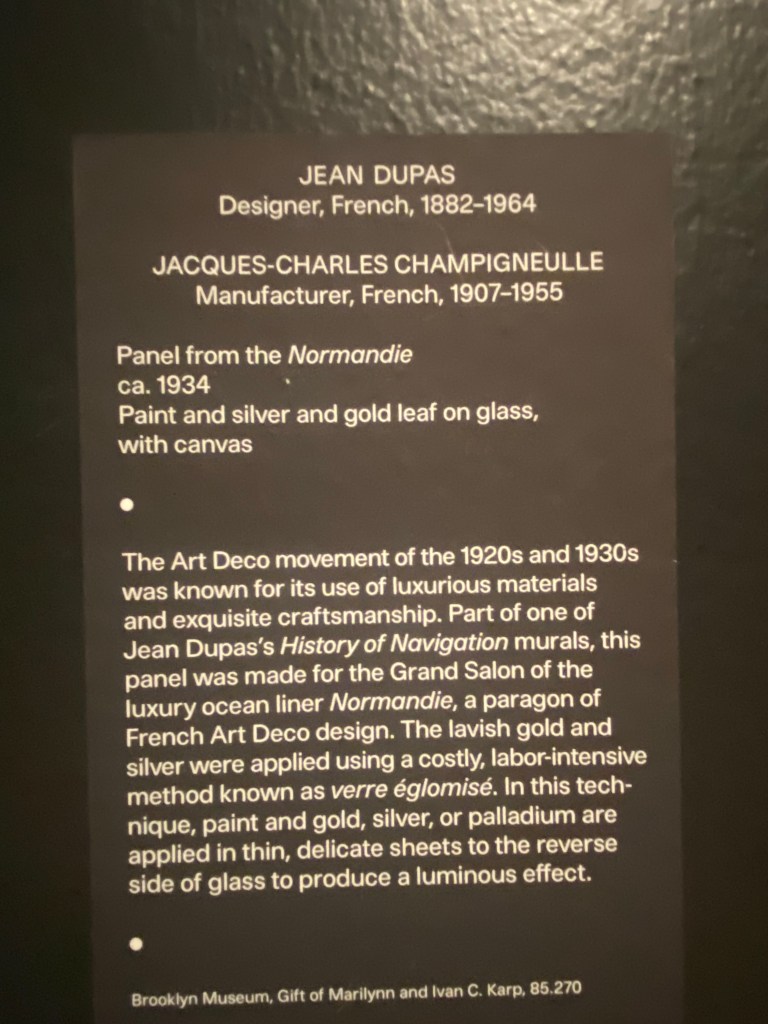 JEAN DUPAS
Designer, French, 1882–1964
JACQUES-CHARLES CHAMPIGNEULLE
Manufacturer, French, 1907–1955
Panel from the Normandie
ca. 1934
Paint and silver and gold leaf on glass,
with canvas
•
The Art Deco movement of the 1920s and 1930s
was known for its use of luxurious materials
and exquisite craftsmanship. Part of one of
Jean Dupas's History of Navigation murals, this
panel was made for the Grand Salon of the
luxury ocean liner Normandie, a paragon of
French Art Deco design. The lavish gold and
silver were applied using a costly, labor-intensive
method known as verre églomisé. In this tech-
nique, paint and gold, silver, or palladium are
applied in thin, delicate sheets to the reverse
side of glass to produce a luminous effect.
•
Brooklyn Museum, Gift of Marilynn and Ivan C. Karp, 85.270